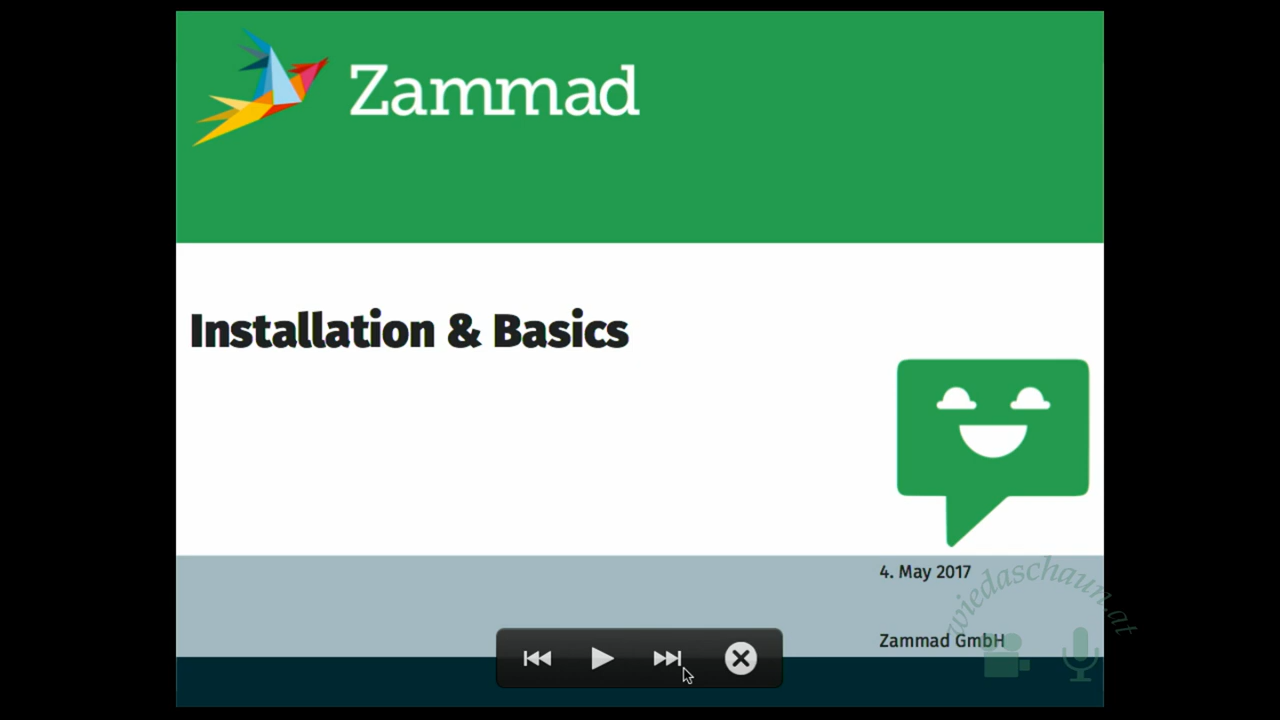 Zammad
Installation & Basics
4. May 2017
wiedaschaun.at
Zammad GmbH